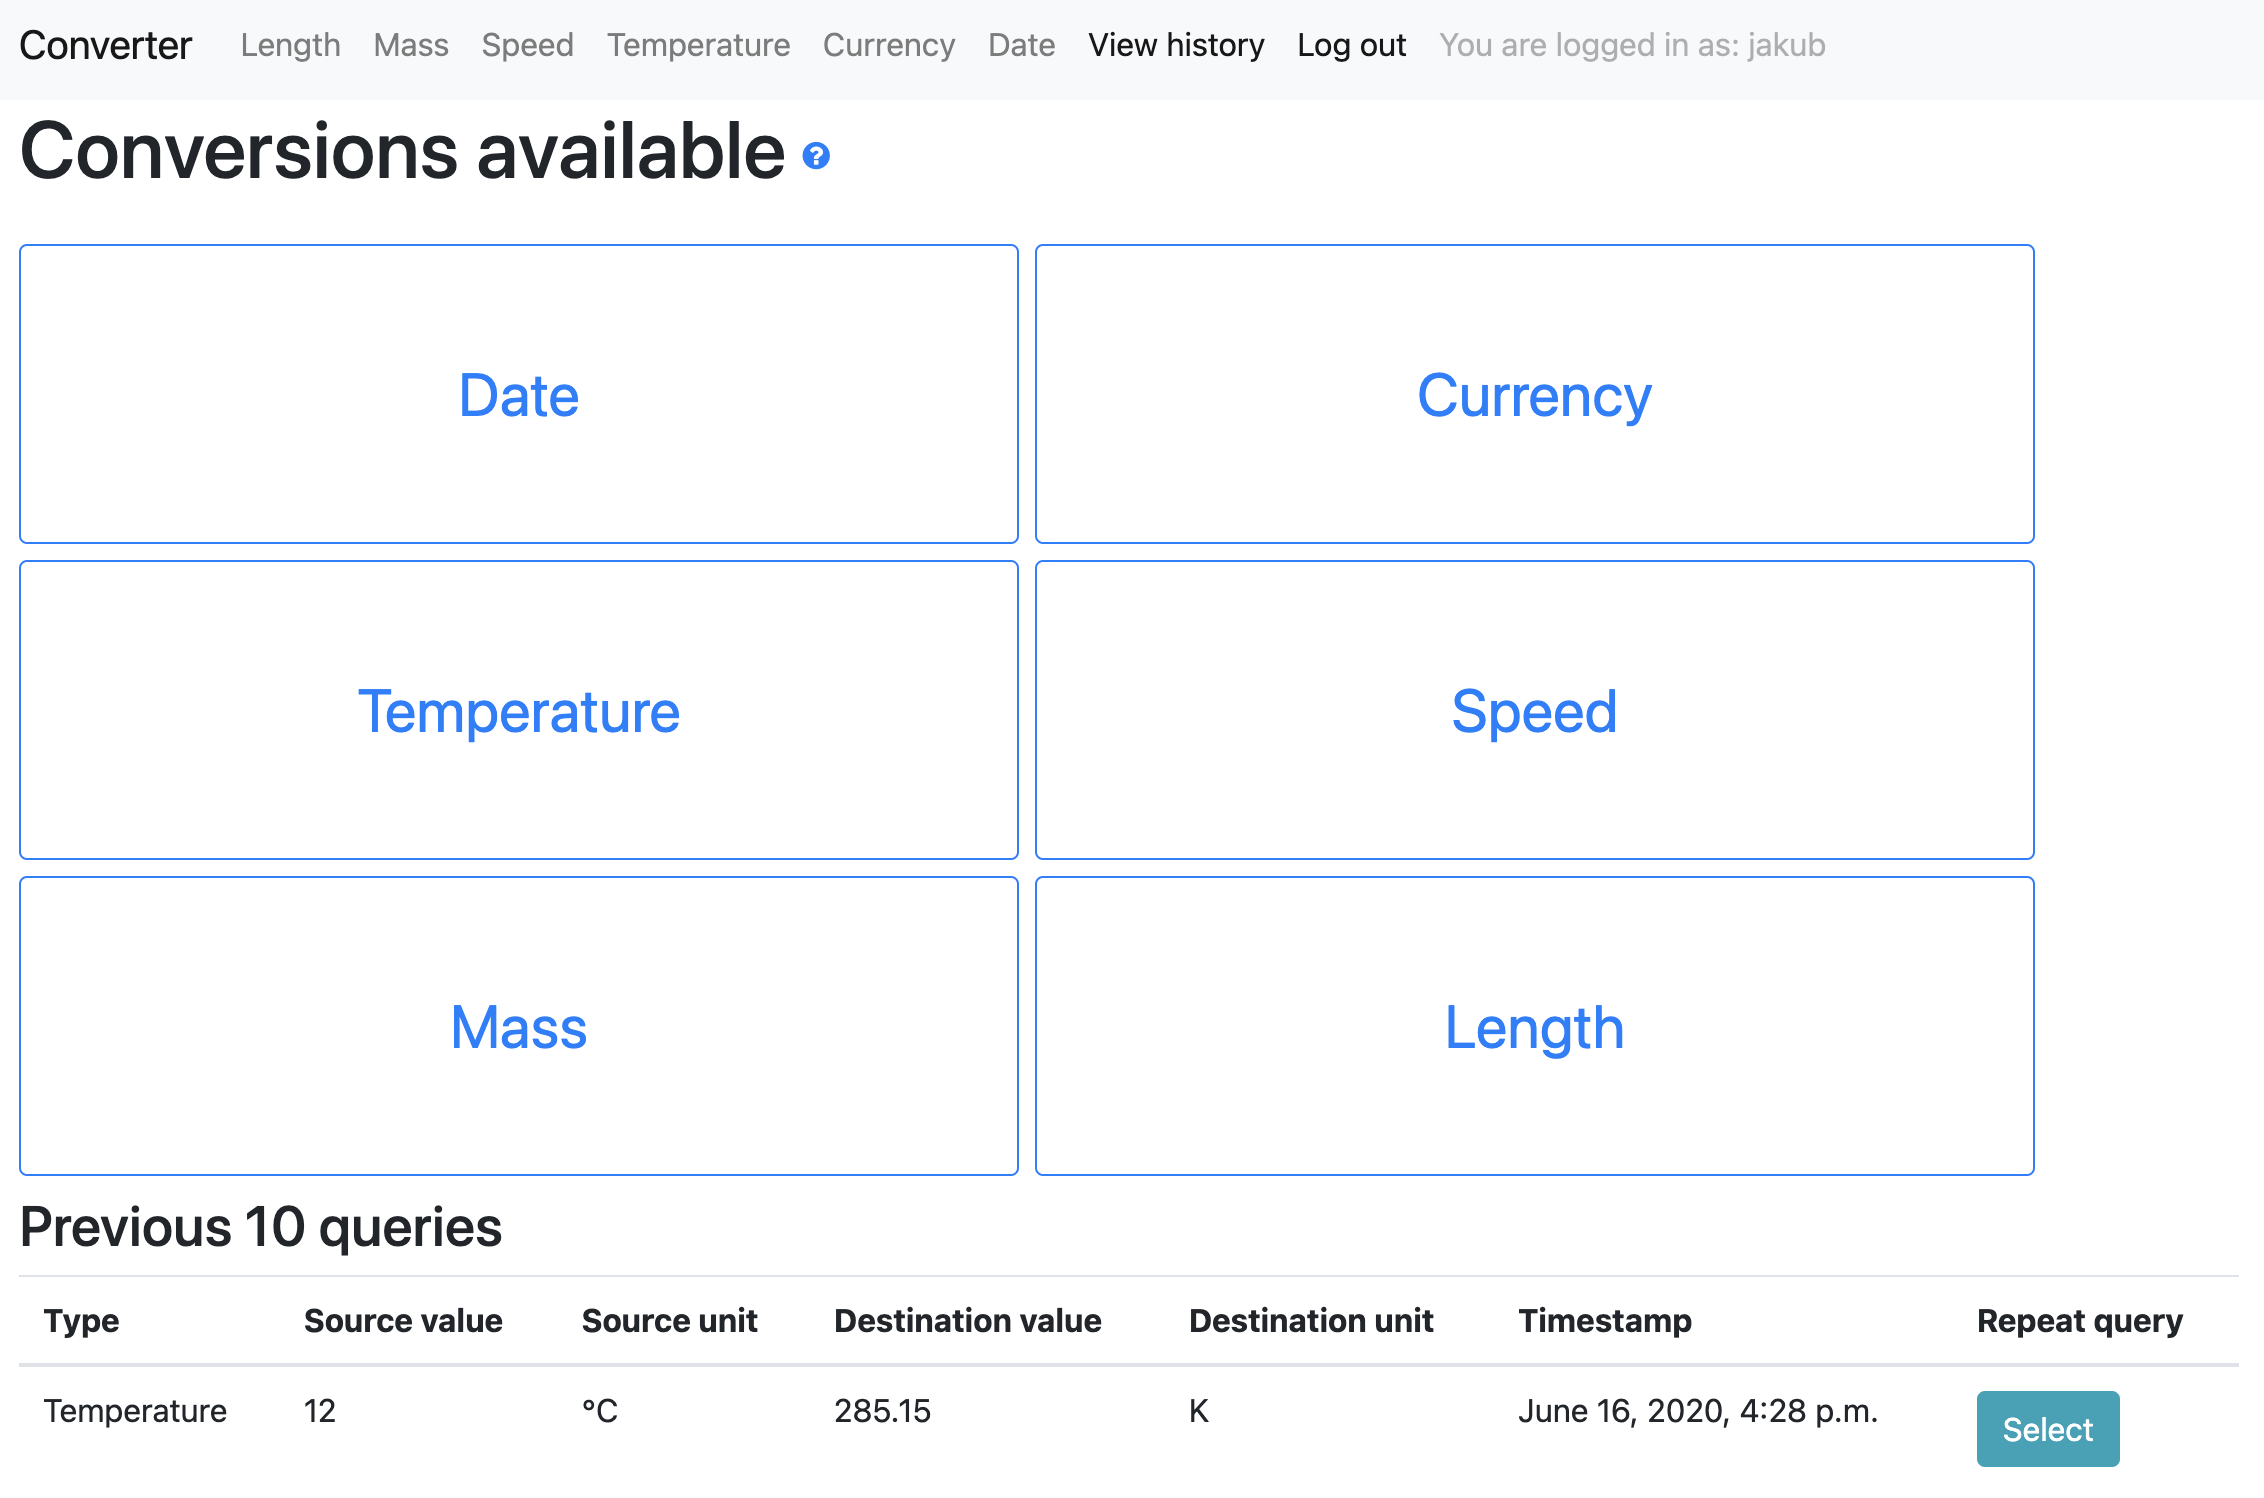 Converter Length Mass Speed Temperature Currency Date View history Log out You are logged in as: jakub
Conversions available ?
Date Currency
Temperature Speed
Mass Length
Previous 10 queries
Type Source value Source unit Destination value Destination unit Timestamp Repeat query
Temperature 12 °C 285.15 K June 16, 2020, 4:28 p.m. Select